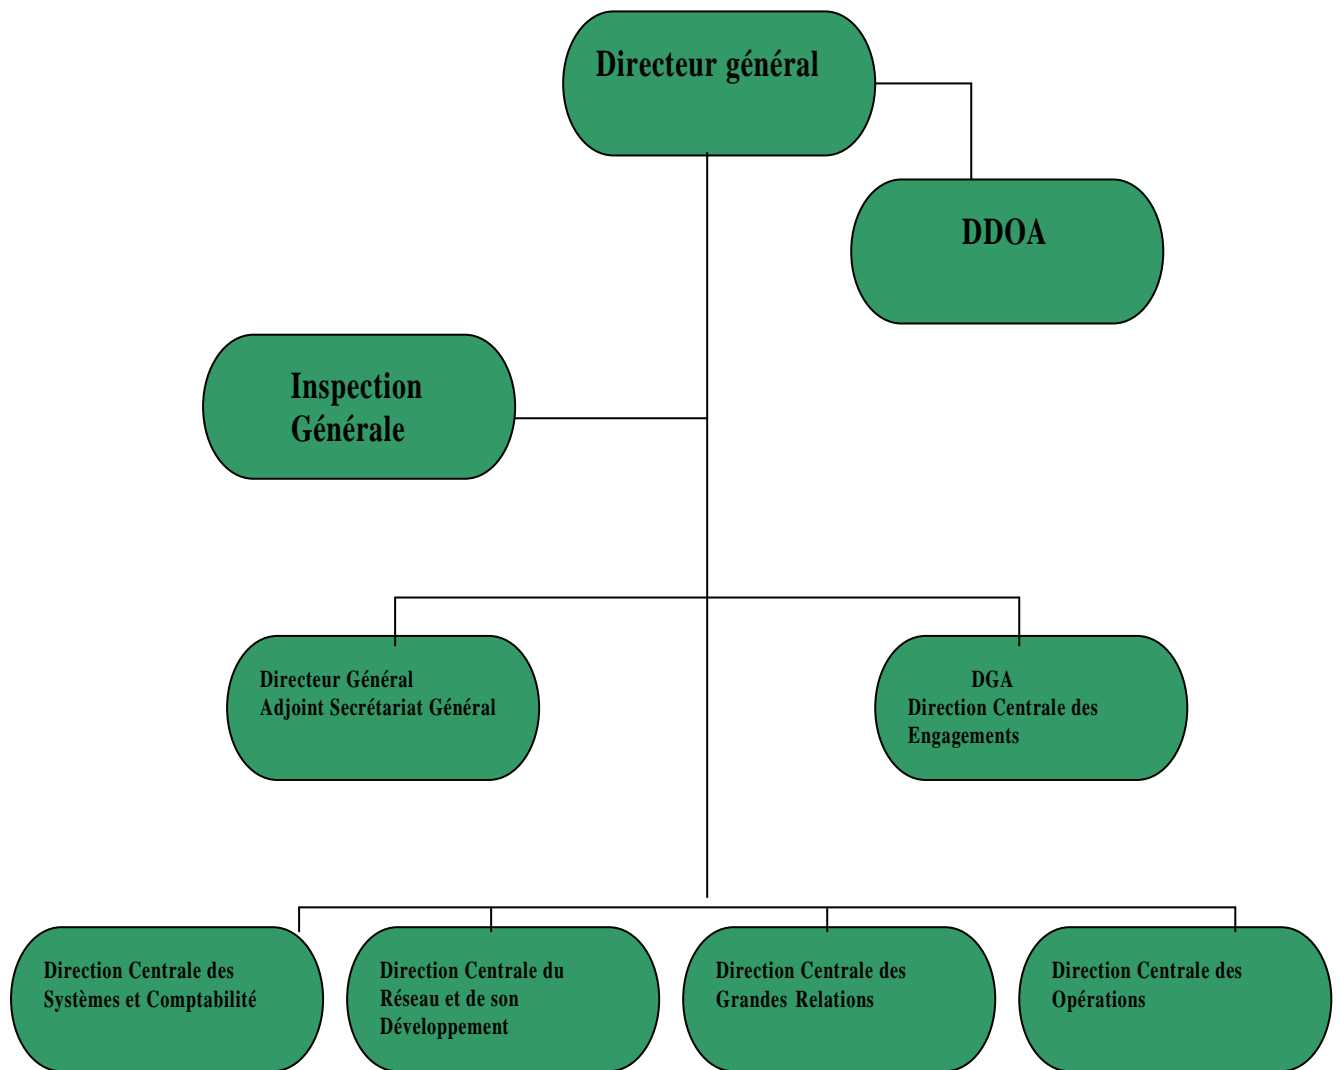 Directeur général
DDOA
Inspection
Générale
Directeur Général
Adjoint Secrétariat Général
DGA
Direction Centrale des
Engagements
Direction Centrale des
Systèmes et Comptabilité
Direction Centrale du
Réseau et de son
Développement
Direction Centrale des
Grandes Relations
Direction Centrale des
Opérations